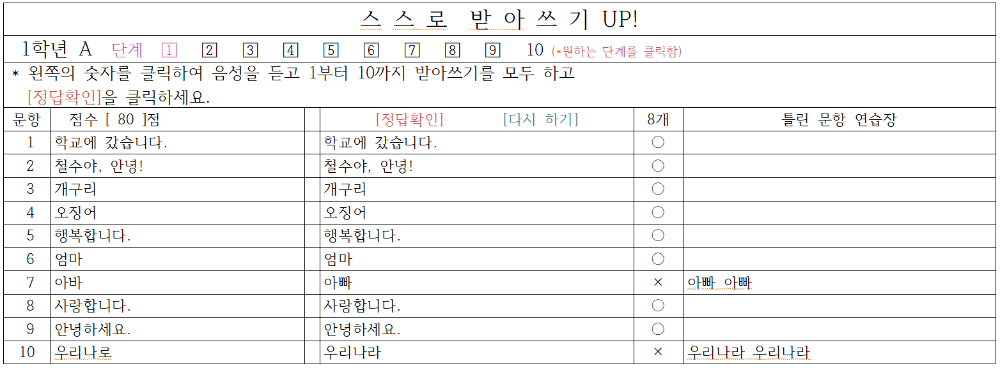 스 스 로 받 아 쓰 기 UP!
1학년 A 단계 1 2 3 4 5 6 7 8 9 10 (*원하는 단계를 클릭함)
* 왼쪽의 숫자를 클릭하여 음성을 듣고 1부터 10까지 받아쓰기를 모두 하고
[정답확인]을 클릭하세요.
문항 점수 [ 80 ]점 [정답확인] [다시 하기] 8개 틀린 문항 연습장
1 학교에 갔습니다. 학교에 갔습니다. ○
2 철수야, 안녕! 철수야, 안녕! ○
3 개구리 개구리 ○
4 오징어 오징어 ○
5 행복합니다. 행복합니다. ○
6 엄마 엄마 ○
7 아바 아빠 × 아빠 아빠
8 사랑합니다. 사랑합니다. ○
9 안녕하세요. 안녕하세요. ○
10 우리나로 우리나라 × 우리나라 우리나라